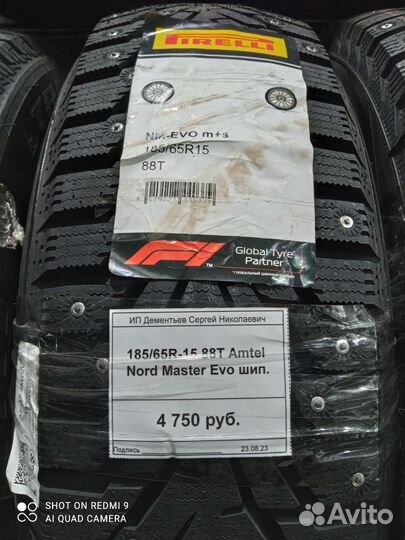 PIRELLI
NM-EVO m+s
185/65R15
88T
F1
™
Global Tyre
Partner
ИП Дементьев Сергей Николаевич
185/65R-15 88T Amtel
Nord Master Evo шип.
4 750 руб.
Подпись
23.08.23
SHOT ON REDMI 9
AI QUAD CAMERA
Avito